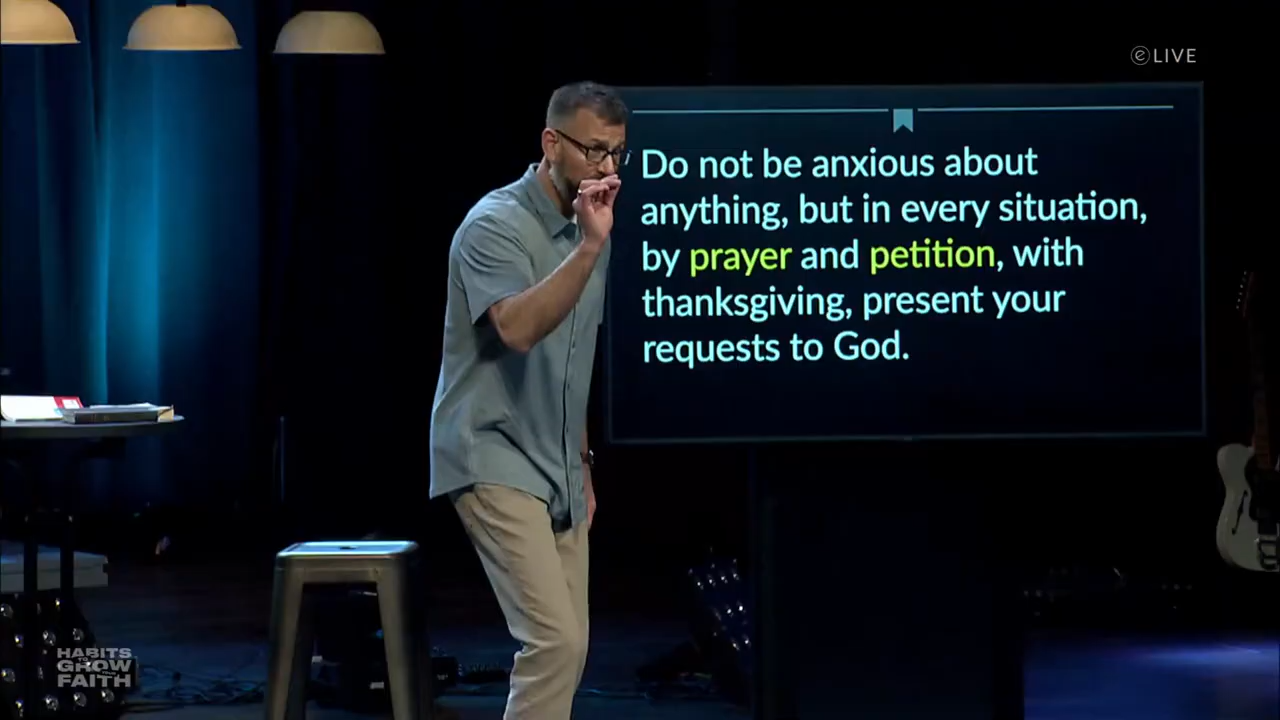 ⓔ LIVE
Do not be anxious about
anything, but in every situation,
by prayer and petition, with
thanksgiving, present your
requests to God.
HABITS
GROW
FAITH